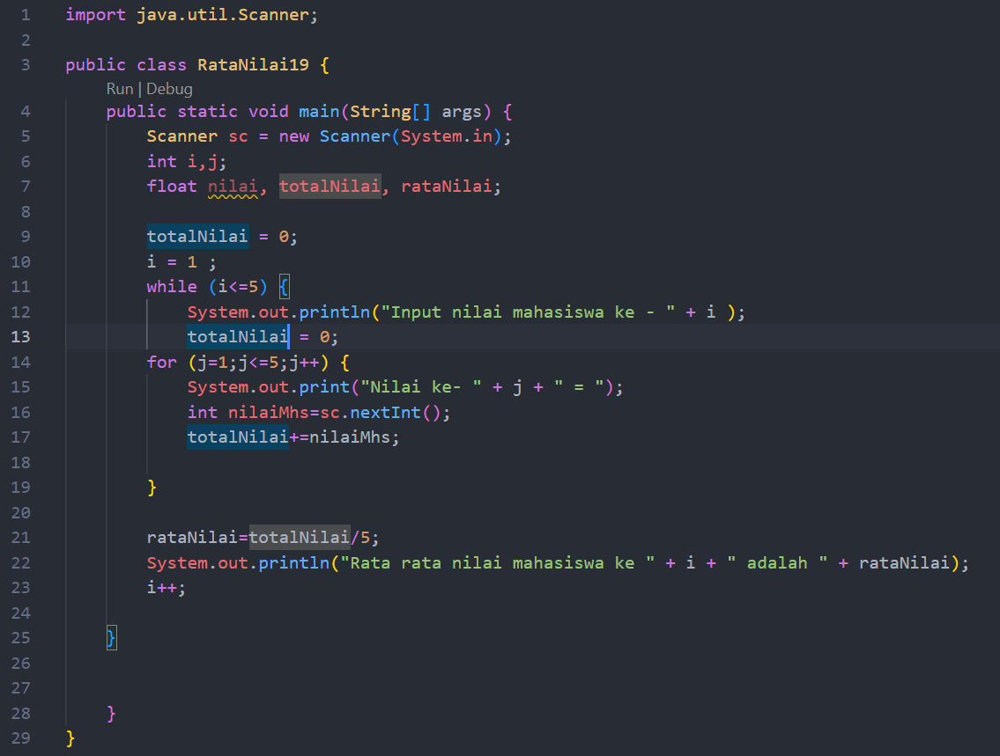 1 import java.util.Scanner;
2
3 public class RataNilai19 {
Run | Debug
4 public static void main(String[] args) {
5 Scanner sc = new Scanner(System.in);
6 int i,j;
7 float nilai, totalNilai, rataNilai;
8
9 totalNilai = 0;
10 i = 1 ;
11 while (i<=5) {
12 System.out.println("Input nilai mahasiswa ke - " + i );
13 totalNilai = 0;
14 for (j=1;j<=5;j++) {
15 System.out.print("Nilai ke- " + j + " = ");
16 int nilaiMhs=sc.nextInt();
17 totalNilai+=nilaiMhs;
18
19 }
20
21 rataNilai=totalNilai/5;
22 System.out.println("Rata rata nilai mahasiswa ke " + i + " adalah " + rataNilai);
23 i++;
24
25 }
26
27
28 }
29 }